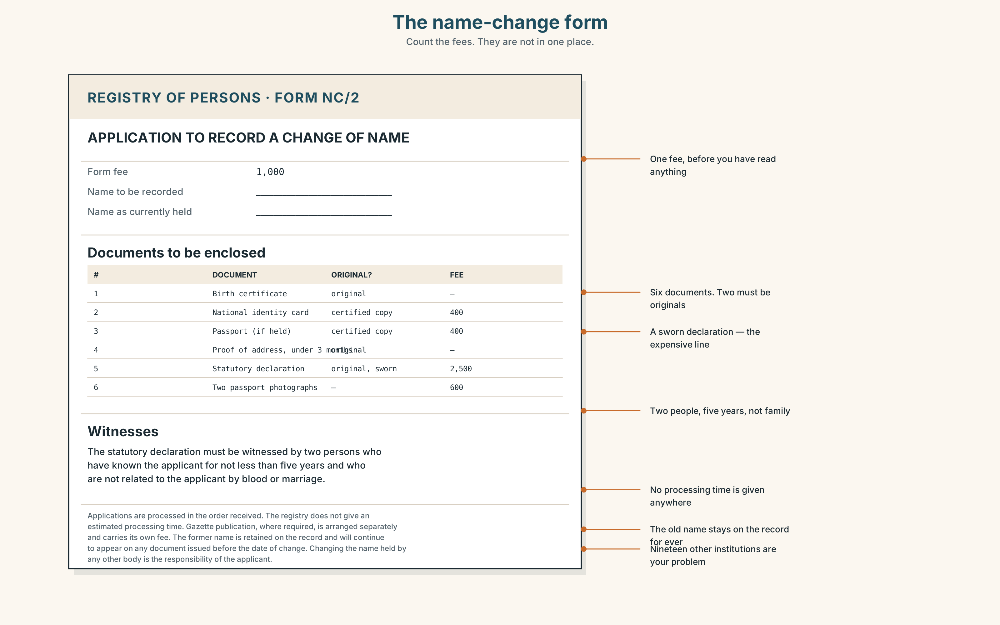 The name-change form
Count the fees. They are not in one place.
REGISTRY OF PERSONS · FORM NC/2
APPLICATION TO RECORD A CHANGE OF NAME
Form fee 1,000
Name to be recorded
Name as currently held
Documents to be enclosed
# DOCUMENT ORIGINAL? FEE
1 Birth certificate original —
2 National identity card certified copy 400
3 Passport (if held) certified copy 400
4 Proof of address, under 3 months original —
5 Statutory declaration original, sworn 2,500
6 Two passport photographs — 600
Witnesses
The statutory declaration must be witnessed by two persons who
have known the applicant for not less than five years and who
are not related to the applicant by blood or marriage.
Applications are processed in the order received. The registry does not give an
estimated processing time. Gazette publication, where required, is arranged separately
and carries its own fee. The former name is retained on the record and will continue
to appear on any document issued before the date of change. Changing the name held by
any other body is the responsibility of the applicant.
One fee, before you have read
anything
Six documents. Two must be
originals
A sworn declaration — the
expensive line
Two people, five years, not family
No processing time is given
anywhere
The old name stays on the record
for ever
Nineteen other institutions are
your problem